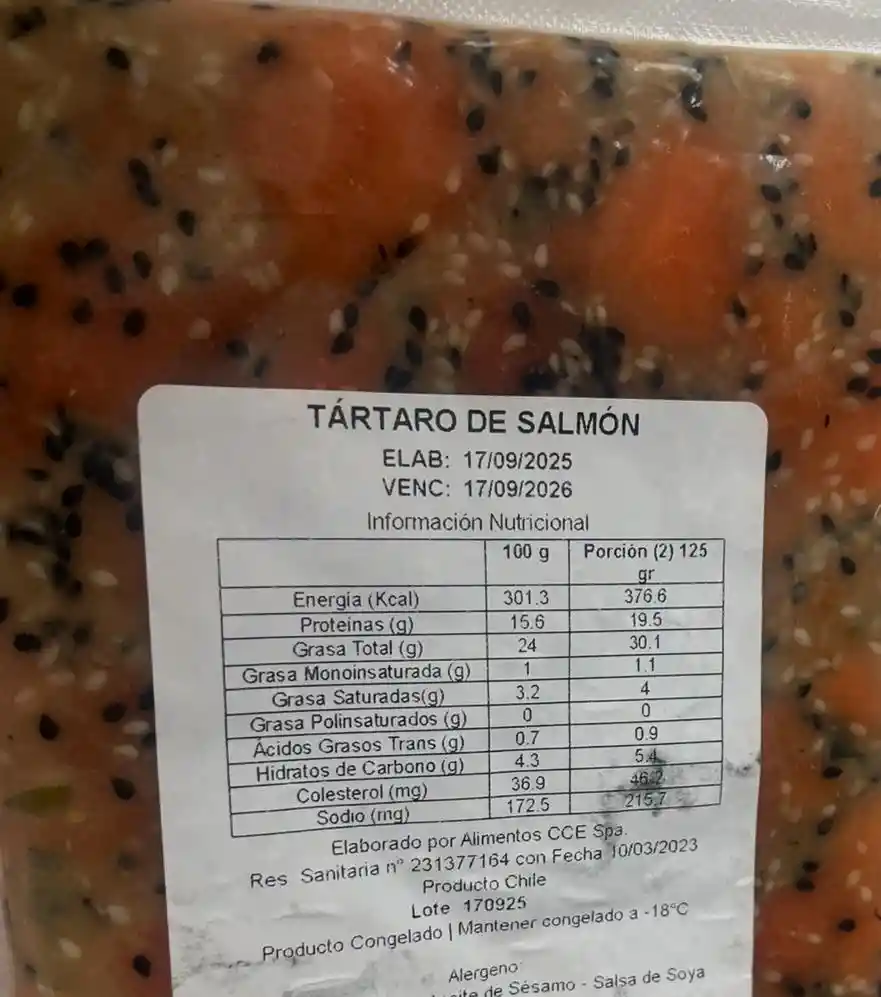 TÁRTARO DE SALMÓN
ELAB: 17/09/2025
VENC: 17/09/2026
Información Nutricional
100 g Porción (2) 125 gr
Energia (Kcal) 301.3 376.6
Proteínas (g) 15.6 19.5
Grasa Total (g) 24 30.1
Grasa Monoinsaturada (g) 1 1.1
Grasa Saturadas(g) 3.2 4
Grasa Polinsaturados (g) 0 0
Ácidos Grasos Trans (g) 0.7 0.9
Hidratos de Carbono (g) 4.3 5.4
Colesterol (mg) 36.9 46.2
Sodio (mg) 172.5 215.7
Elaborado por Alimentos CCE Spa.
Res Sanitaria nº 231377164 con Fecha 10/03/2023
Producto Chile
Lote 170925
Producto Congelado | Mantener congelado a -18°C
Alergeno:
de Sésamo - Salsa de Soya